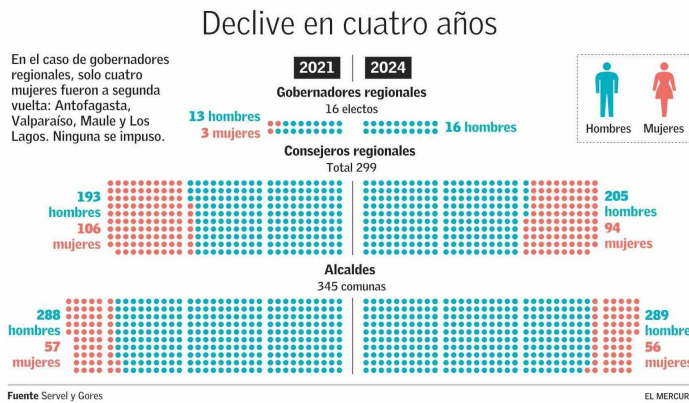 Declive en cuatro años
En el caso de gobernadores
regionales, solo cuatro
mujeres fueron a segunda
vuelta: Antofagasta,
Valparaíso, Maule y Los
Lagos. Ninguna se impuso.
2021 2024
Gobernadores regionales
16 electos
13 hombres
3 mujeres
16 hombres
Hombres Mujeres
Consejeros regionales
Total 299
193
hombres
106
mujeres
205
hombres
94
mujeres
Alcaldes
345 comunas
288
hombres
57
mujeres
289
hombre
56
mujeres
Fuente Servel y Gores
EL MERCUR